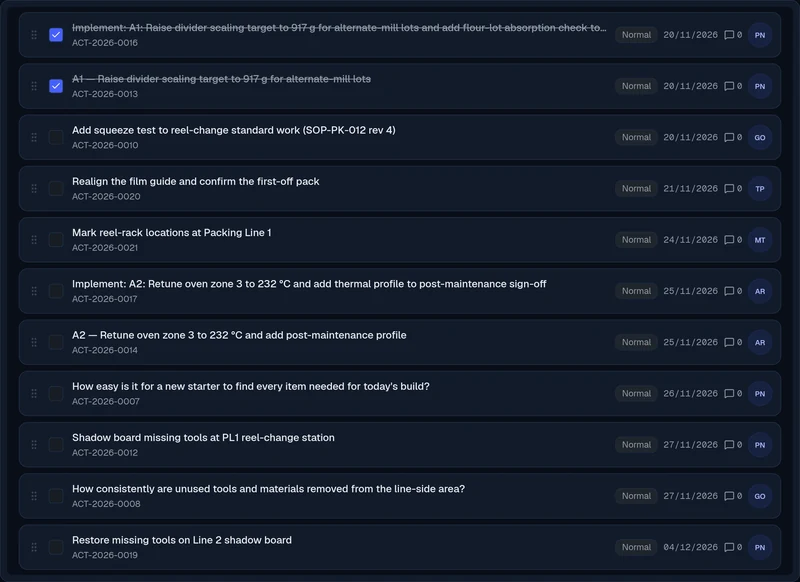 Implement: A1: Raise divider scaling target to 917 g for alternate-mill lots and add flour-lot absorption check to... Normal 20/11/2026 0 PN
ACT-2026-0016
A1 — Raise divider scaling target to 917 g for alternate-mill lots Normal 20/11/2026 0 PN
ACT-2026-0013
Add squeeze test to reel-change standard work (SOP-PK-012 rev 4) Normal 20/11/2026 0 GO
ACT-2026-0010
Realign the film guide and confirm the first-off pack Normal 21/11/2026 0 TP
ACT-2026-0020
Mark reel-rack locations at Packing Line 1 Normal 24/11/2026 0 MT
ACT-2026-0021
Implement: A2: Retune oven zone 3 to 232 °C and add thermal profile to post-maintenance sign-off Normal 25/11/2026 0 AR
ACT-2026-0017
A2 — Retune oven zone 3 to 232 °C and add post-maintenance profile Normal 25/11/2026 0 AR
ACT-2026-0014
How easy is it for a new starter to find every item needed for today's build? Normal 26/11/2026 0 PN
ACT-2026-0007
Shadow board missing tools at PL1 reel-change station Normal 27/11/2026 0 PN
ACT-2026-0012
How consistently are unused tools and materials removed from the line-side area? Normal 27/11/2026 0 GO
ACT-2026-0008
Restore missing tools on Line 2 shadow board Normal 04/12/2026 0 PN
ACT-2026-0019